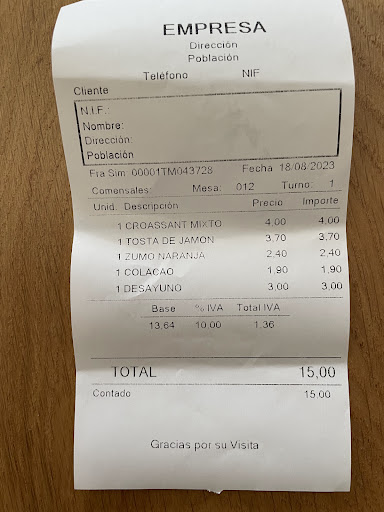 EMPRESA
Dirección
Población
Teléfono NIF
Cliente
N.I.F.:
Nombre:
Dirección:
Población
Fra Sim 00001TM043728 Fecha 18/08/2023
Comensales: Mesa: 012 Turno: 1
Unid. Descripción Precio Importe
1 CROASSANT MIXTO 4,00 4,00
1 TOSTA DE JAMON 3,70 3,70
1 ZUMO NARANJA 2,40 2,40
1 COLACAO 1,90 1,90
1 DESAYUNO 3,00 3,00
Base % IVA Total IVA
13,64 10,00 1,36
TOTAL 15,00
Contado 15,00
Gracias por su Visita